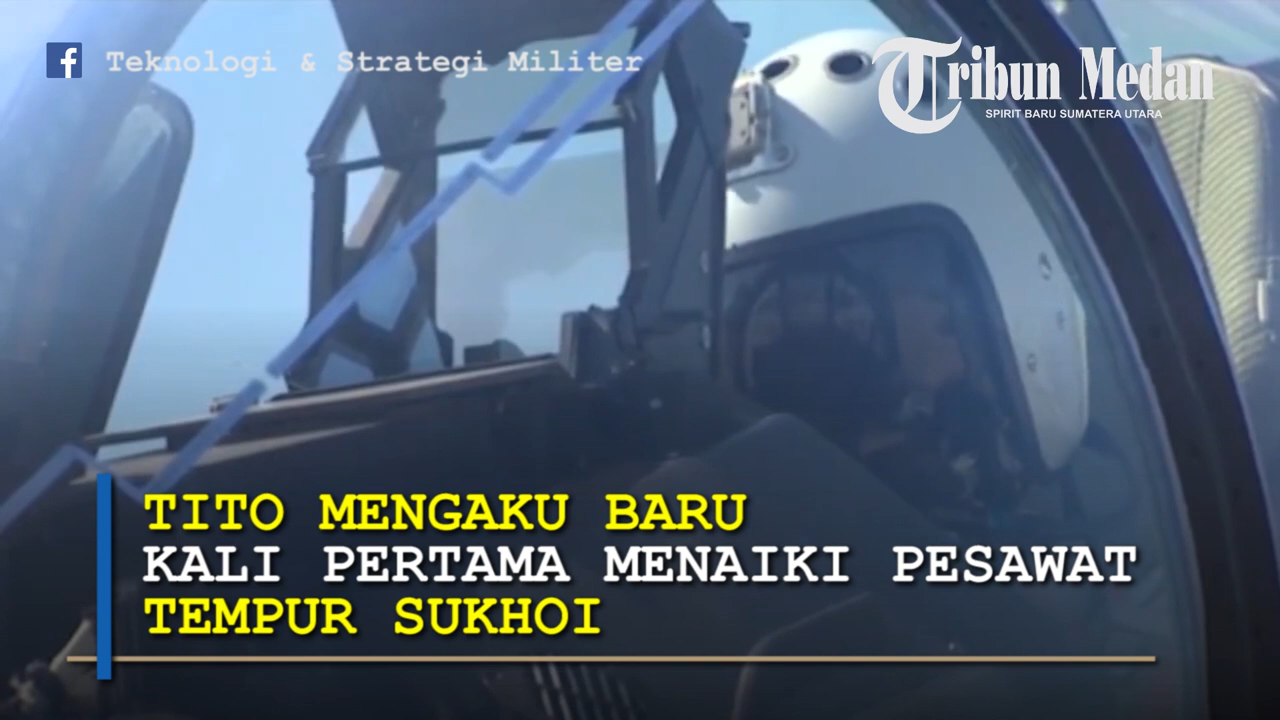 Teknologi & Strategi Militer
Tribun Medan
SPIRIT BARU SUMATERA UTARA
TITO MENGAKU BARU
KALI PERTAMA MENAIKI PESAWAT
TEMPUR SUKHOI